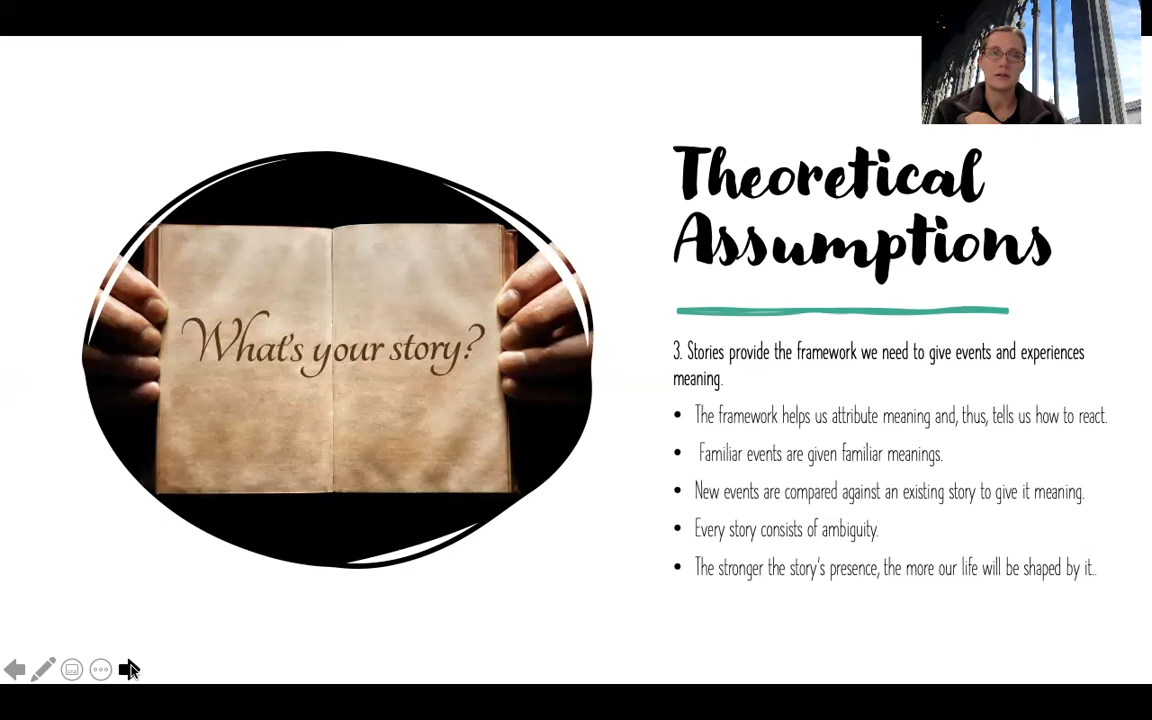 What's your story?
Theoretical
Assumptions
3. Stories provide the framework we need to give events and experiences
meaning.
• The framework helps us attribute meaning and, thus, tells us how to react.
• Familiar events are given familiar meanings.
• New events are compared against an existing story to give it meaning.
• Every story consists of ambiguity.
• The stronger the story's presence, the more our life will be shaped by it..